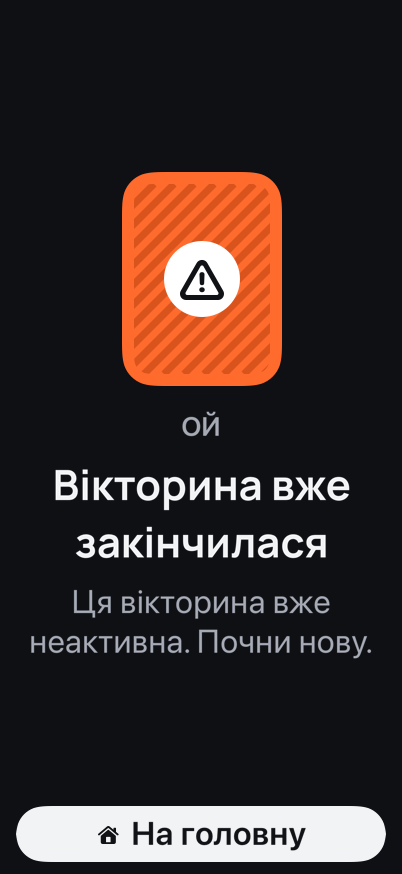 ой
Вікторина вже
закінчилася
Ця вікторина вже
неактивна. Почни нову.
На головну